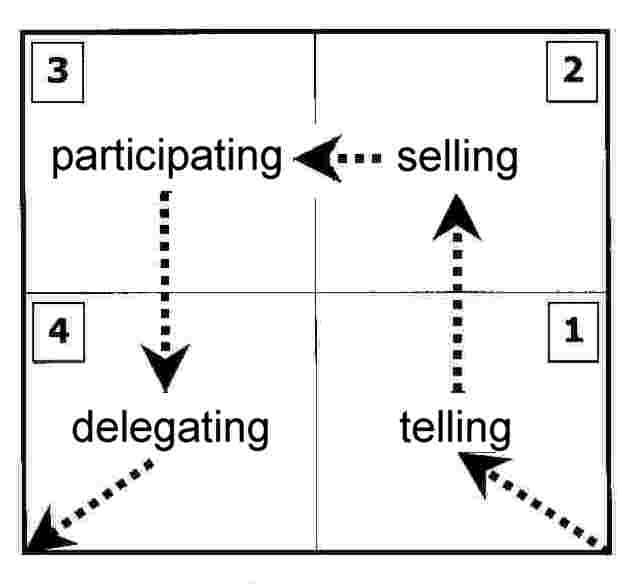 3
2
participating
selling
4
1
delegating
telling